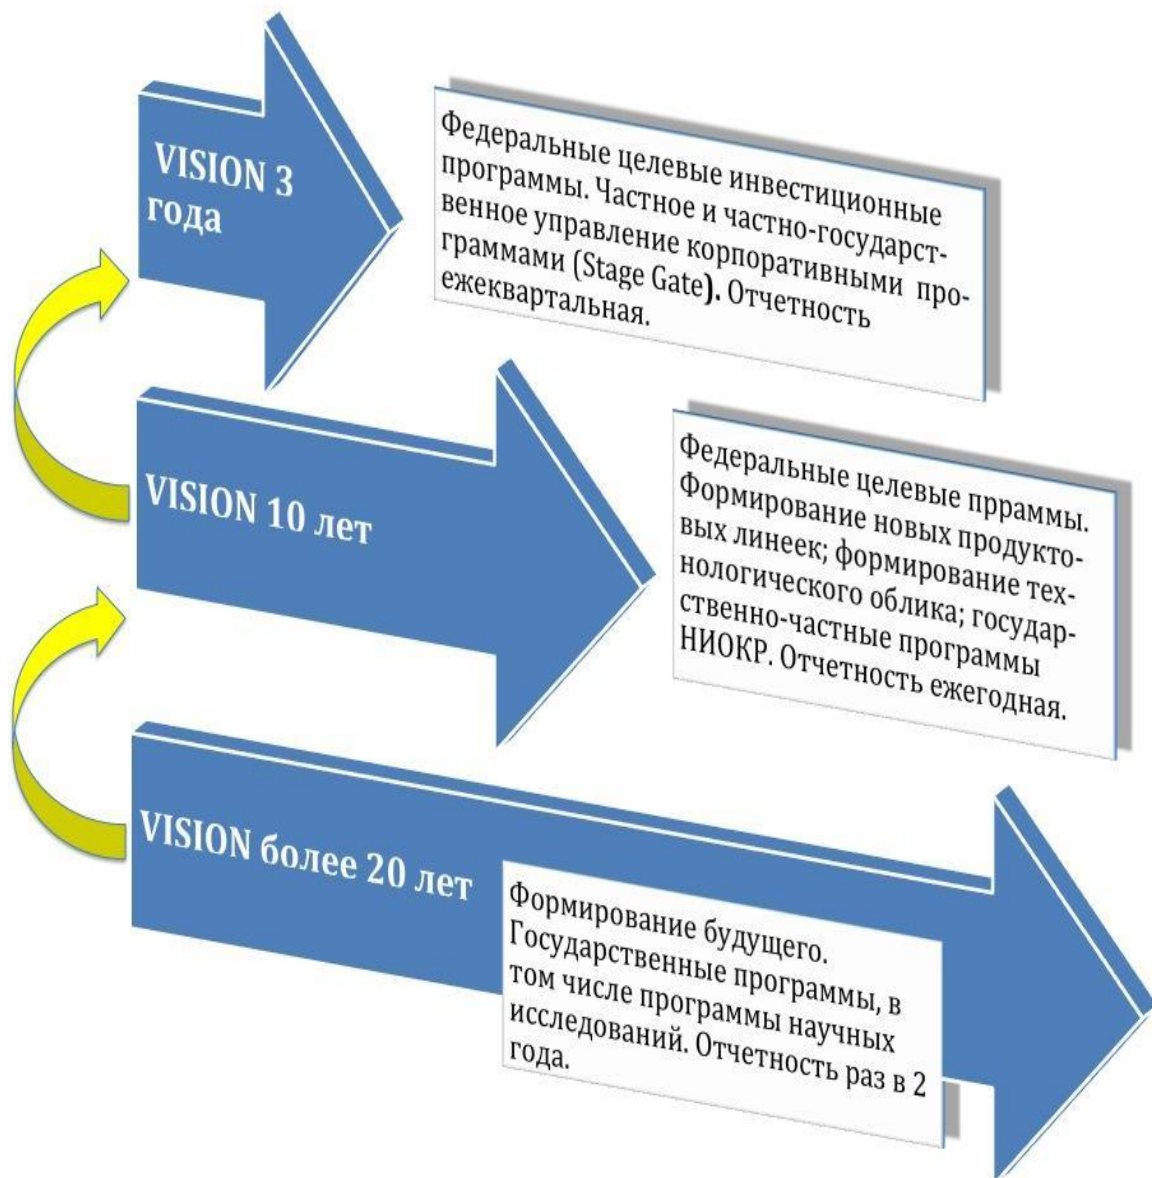 VISION 3
года
Федеральные целевые инвестиционные
программы. Частное и частно-государст-
венное управление корпоративными про-
граммами (Stage Gate). Отчетность
ежеквартальная.
VISION 10 лет
Федеральные целевые прраммы.
Формирование новых продукто-
вых линеек; формирование тех-
нологического облика; государ-
ственно-частные программы
НИОКР. Отчетность ежегодная.
VISION более 20 лет
Формирование будущего.
Государственные программы, в
том числе программы научных
исследований. Отчетность раз в 2
года.